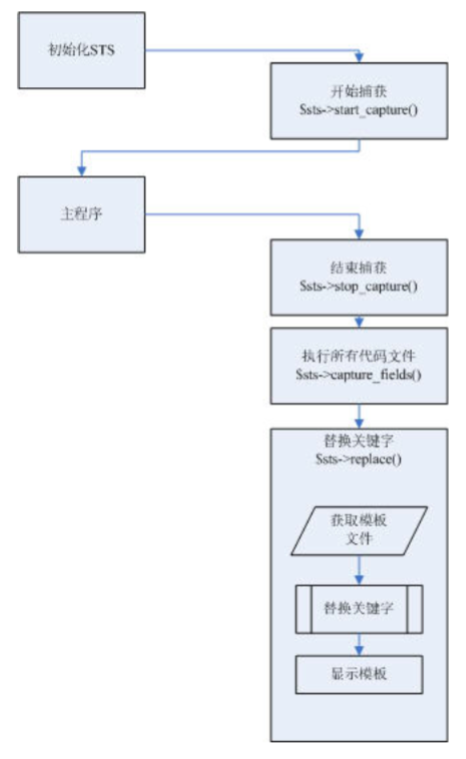 初始化STS
开始捕获
$sts->start_capture()
主程序
结束捕获
$sts->stop_capture()
执行所有代码文件
$sts->capture_fields()
替换关键字
$sts->replace()
获取模板
文件
替换关键字
显示模板